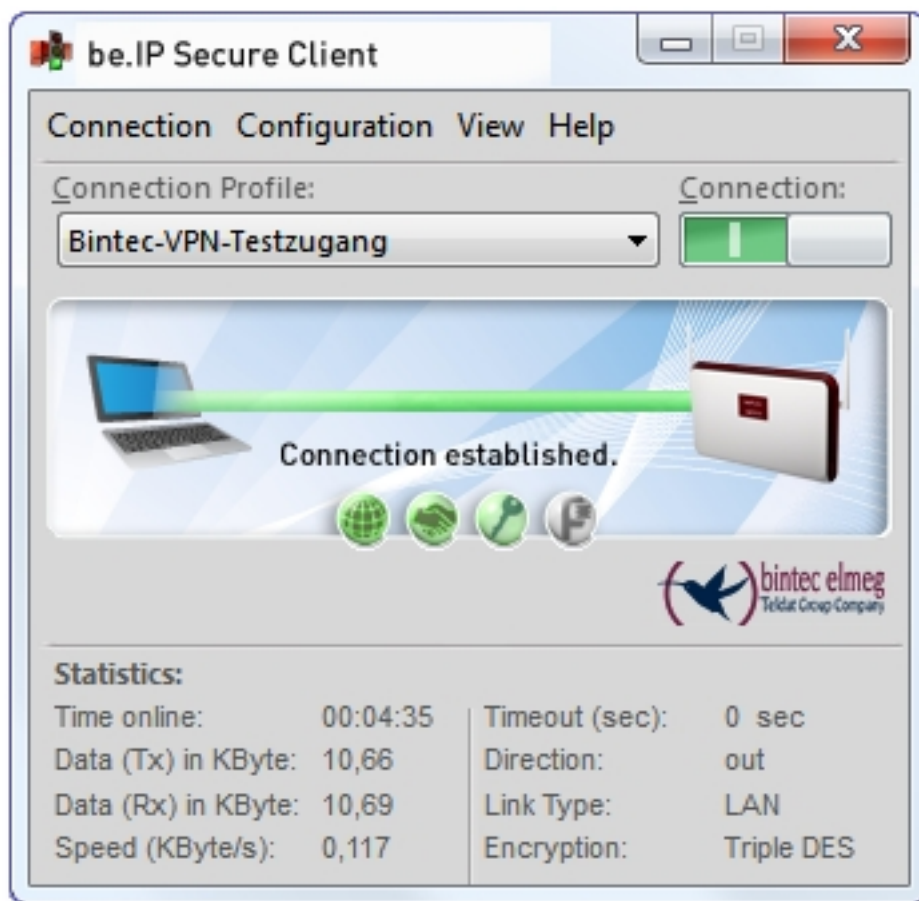 be.IP Secure Client
Connection Configuration View Help
Connection Profile: Connection:
Bintec-VPN-Testzugang
Connection established.
bintec elmeg
Teldat Group Company
Statistics:
Time online: 00:04:35 Timeout (sec): 0 sec
Data (Tx) in KByte: 10,66 Direction: out
Data (Rx) in KByte: 10,69 Link Type: LAN
Speed (KByte/s): 0,117 Encryption: Triple DES